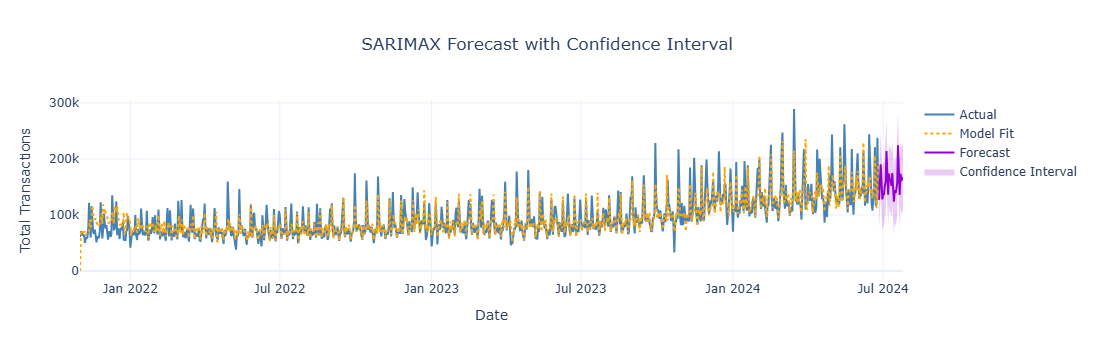 SARIMAX Forecast with Confidence Interval
300k
200k
100k
0
Total Transactions
Jan 2022
Jul 2022
Jan 2023
Jul 2023
Jan 2024
Jul 2024
Date
Actual
Model Fit
Forecast
Confidence Interval